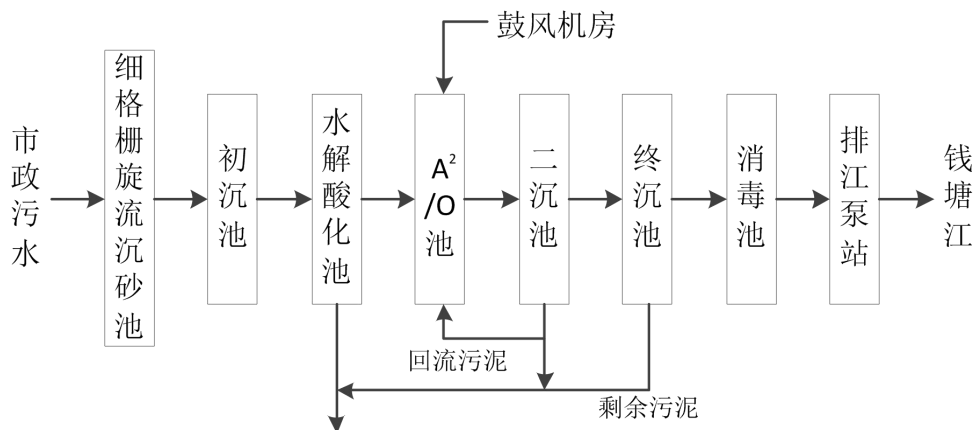 鼓风机房
市政污水
细格栅旋流沉砂池
初沉池
水解酸化池
A²/O池
二沉池
终沉池
消毒池
排江泵站
钱塘江
回流污泥
剩余污泥